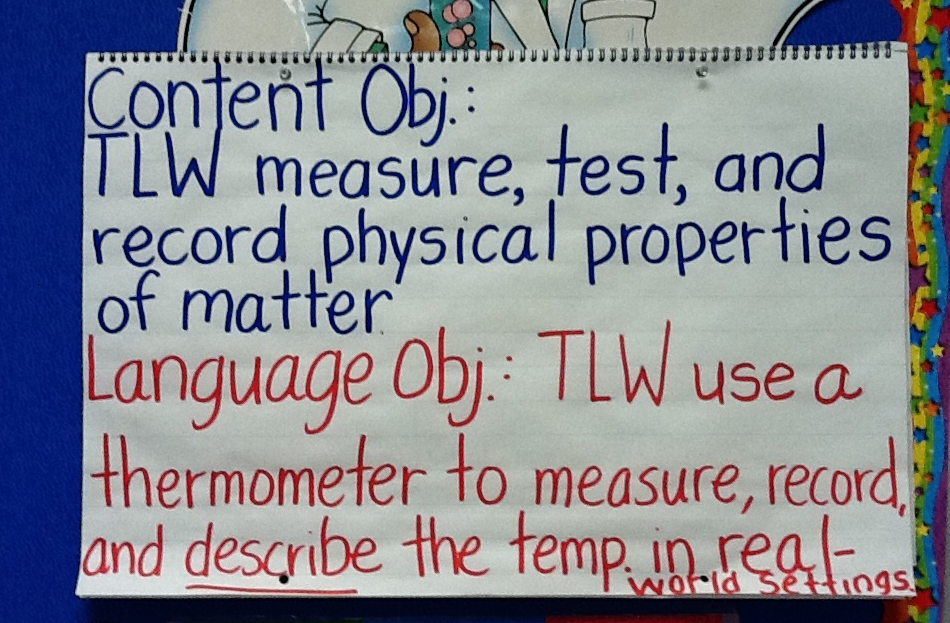 Content Obj.:
TLW measure, test, and
record physical properties
of matter
Language Obj.: TLW use a
thermometer to measure, record,
and describe the temp. in real-
world settings.